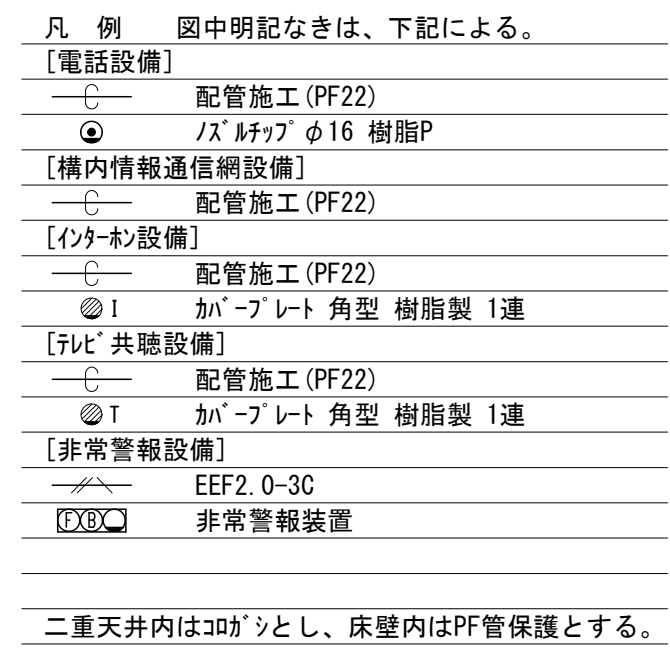 凡　例　　図中明記なきは、下記による。
[電話設備]
配管施工(PF22)
ﾉｽﾞﾙﾁｯﾌﾟφ16 樹脂P
[構内情報通信網設備]
配管施工(PF22)
[ｲﾝﾀｰﾎﾝ設備]
配管施工(PF22)
I　ｶﾊﾞｰﾌﾟﾚｰﾄ 角型 樹脂製 1連
[ﾃﾚﾋﾞ共聴設備]
配管施工(PF22)
T　ｶﾊﾞｰﾌﾟﾚｰﾄ 角型 樹脂製 1連
[非常警報設備]
EEF2.0-3C
F B　非常警報装置
二重天井内はｺﾛｶﾞｼとし、床壁内はPF管保護とする。